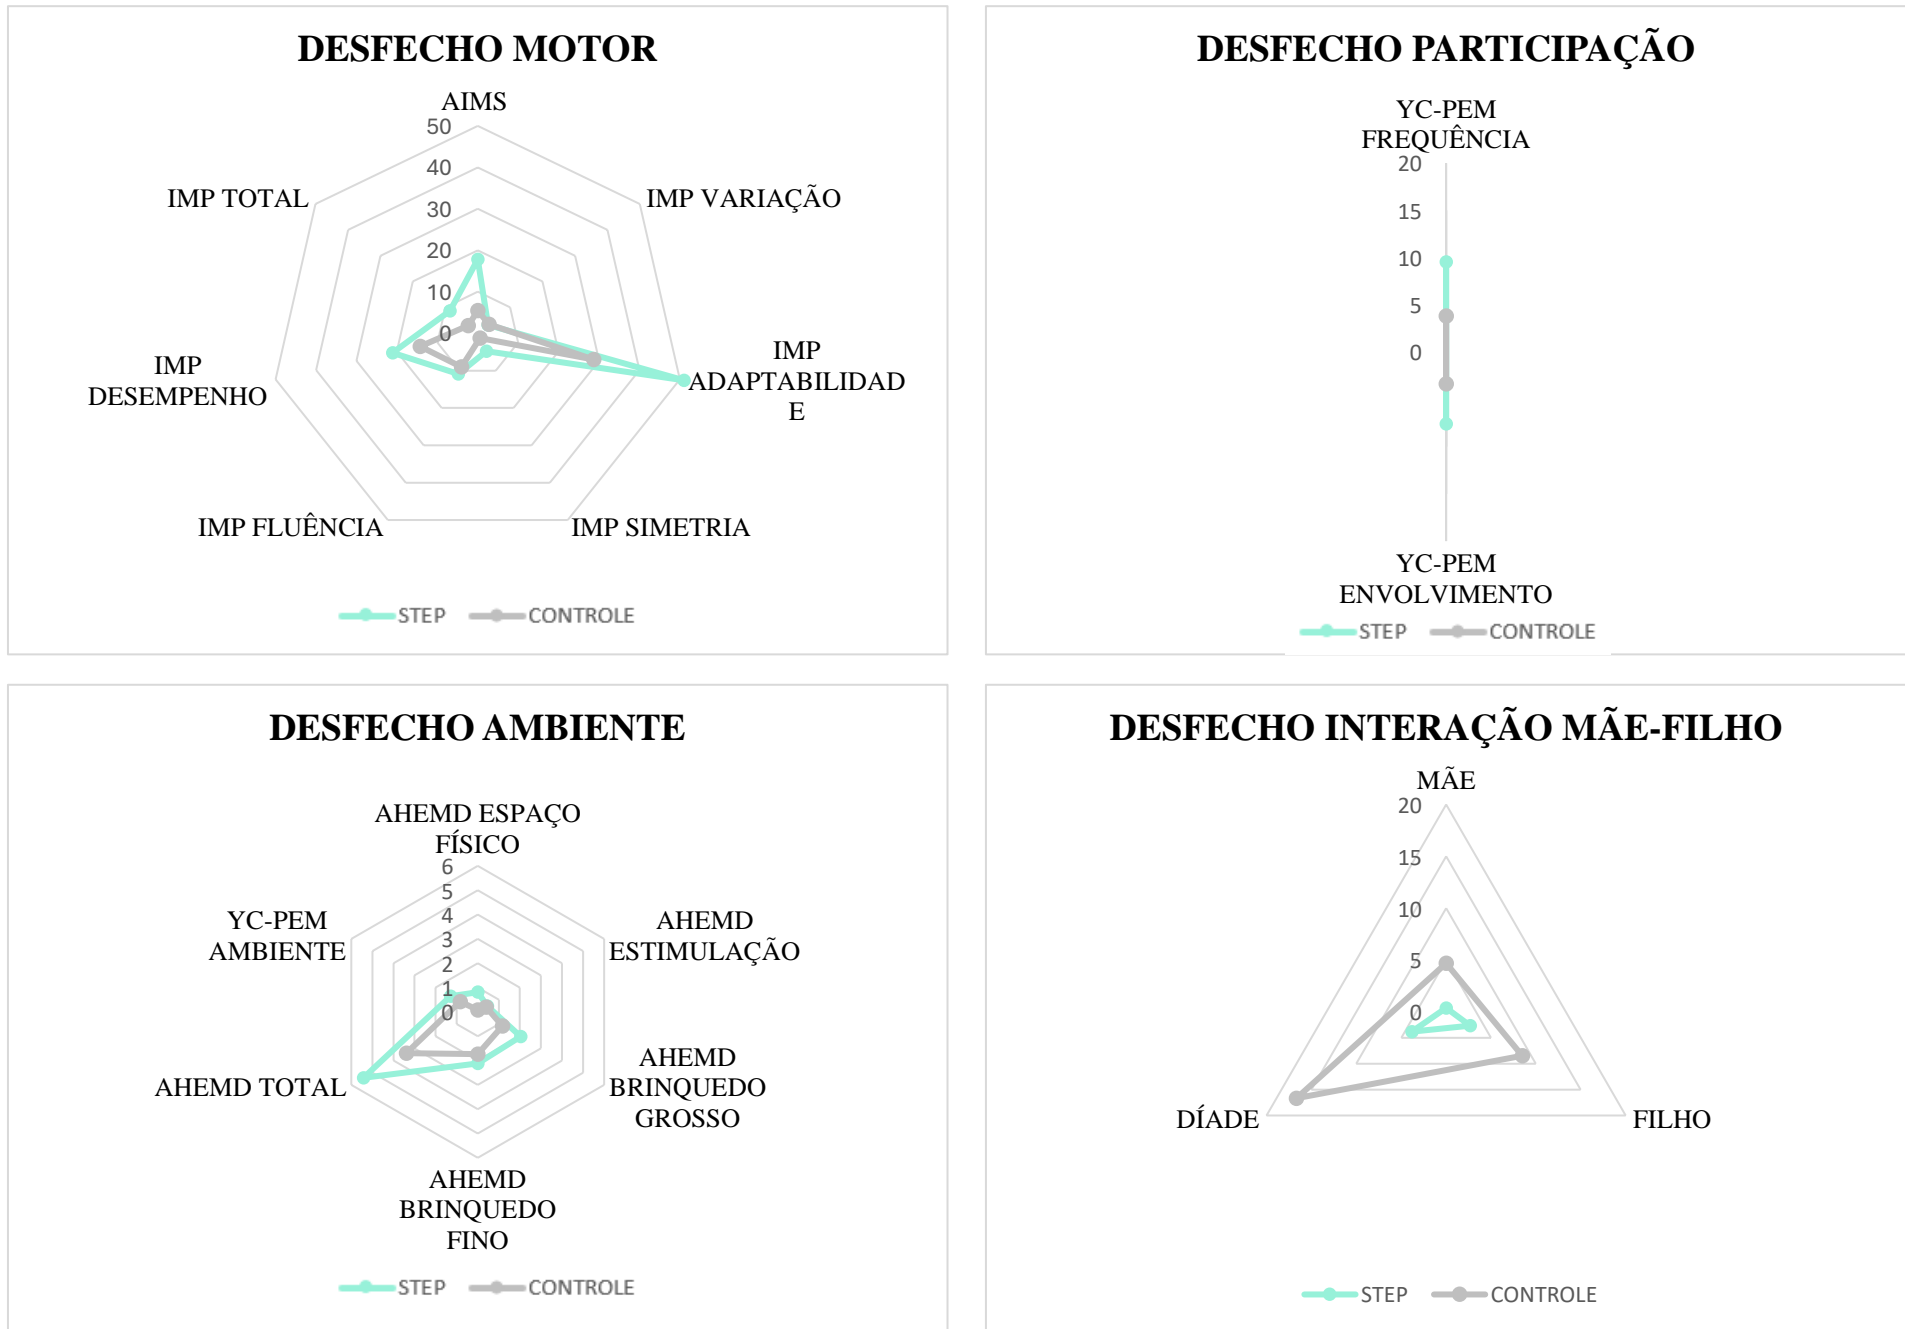 DESFECHO MOTOR
AIMS
50
40
30
20
10
0
IMP VARIAÇÃO
IMP
ADAPTABILIDAD
E
IMP SIMETRIA
IMP FLUÊNCIA
IMP
DESEMPENHO
IMP TOTAL
STEP
CONTROLE
DESFECHO PARTICIPAÇÃO
YC-PEM
FREQUÊNCIA
20
15
10
5
0
YC-PEM
ENVOLVIMENTO
STEP
CONTROLE
DESFECHO AMBIENTE
AHEMD ESPAÇO
FÍSICO
6
5
4
3
2
1
0
AHEMD
ESTIMULAÇÃO
AHEMD
BRINQUEDO
GROSSO
AHEMD
BRINQUEDO
FINO
AHEMD TOTAL
YC-PEM
AMBIENTE
STEP
CONTROLE
DESFECHO INTERAÇÃO MÃE-FILHO
MÃE
20
15
10
5
0
FILHO
DÍADE
STEP
CONTROLE